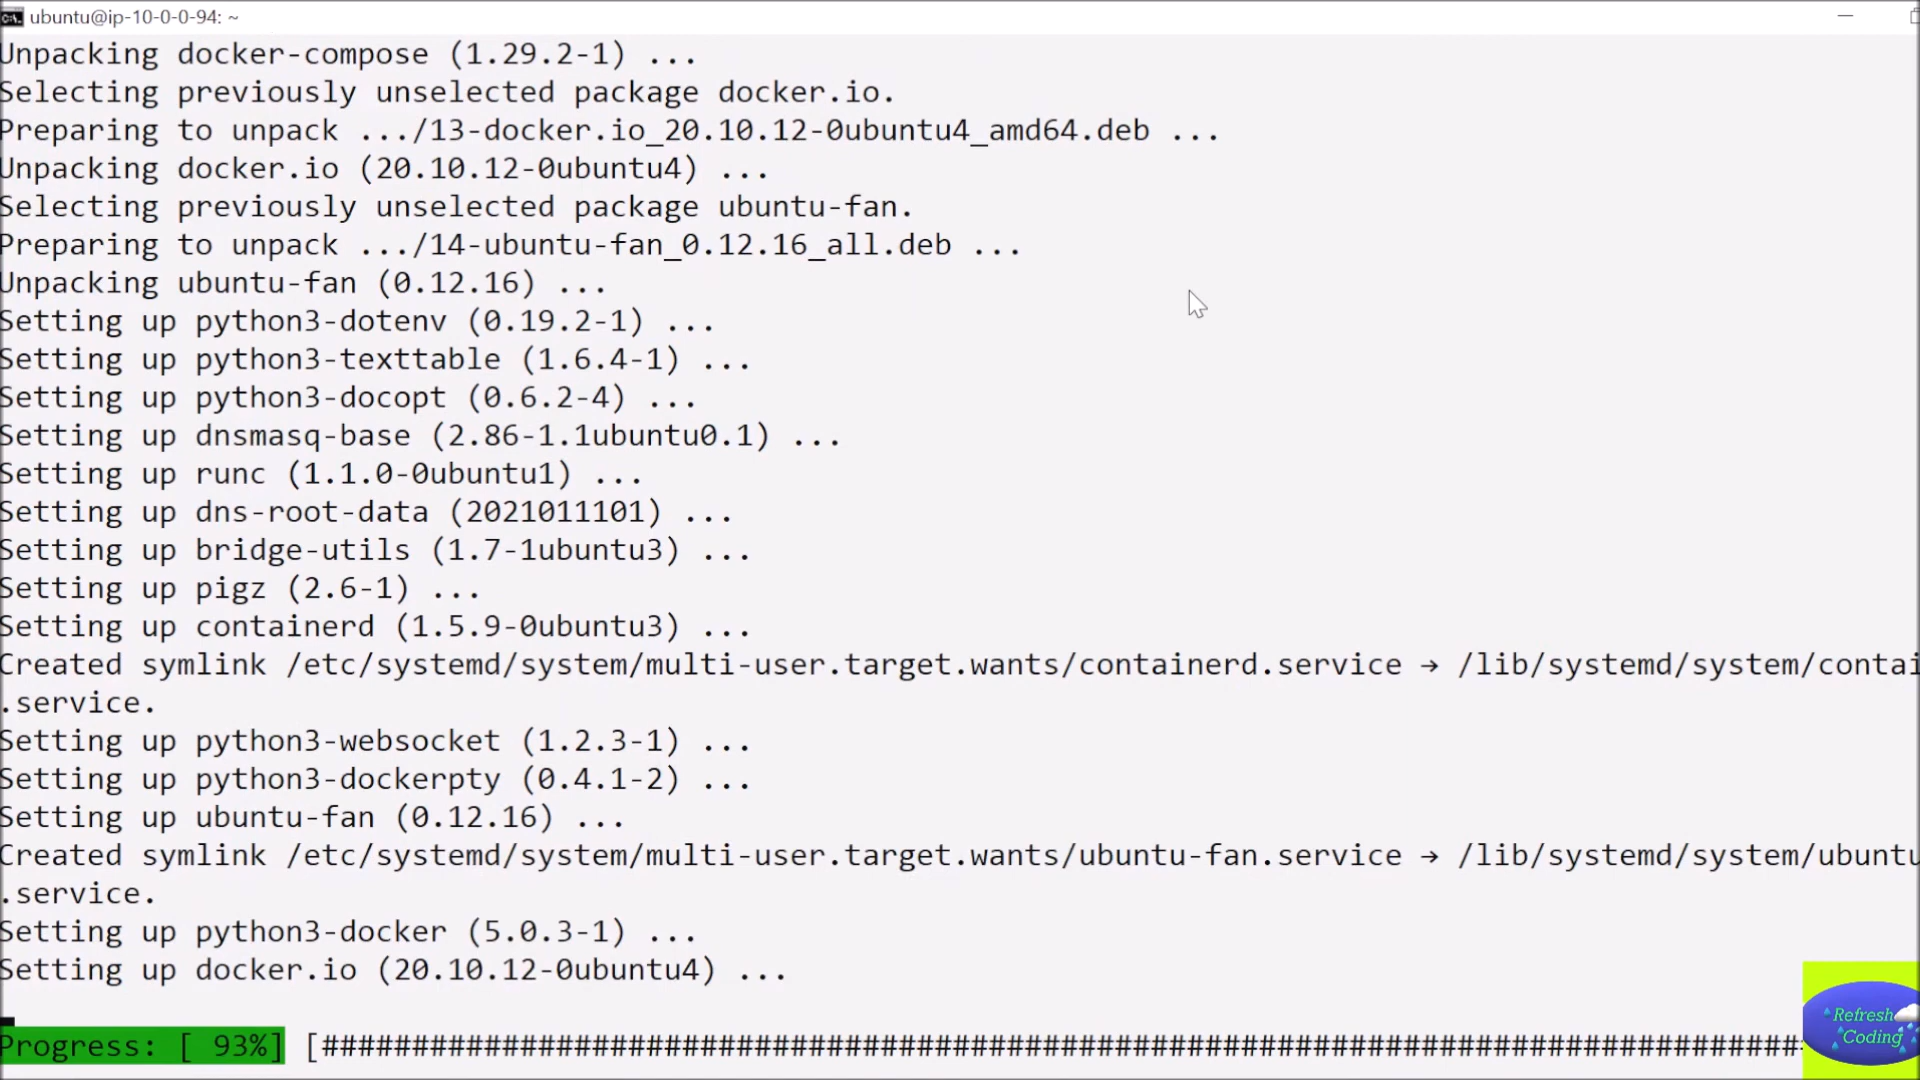 ubuntu@ip-10-0-0-94: ~
Unpacking docker-compose (1.29.2-1) ...
Selecting previously unselected package docker.io.
Preparing to unpack .../13-docker.io_20.10.12-0ubuntu4_amd64.deb ...
Unpacking docker.io (20.10.12-0ubuntu4) ...
Selecting previously unselected package ubuntu-fan.
Preparing to unpack .../14-ubuntu-fan_0.12.16_all.deb ...
Unpacking ubuntu-fan (0.12.16) ...
Setting up python3-dotenv (0.19.2-1) ...
Setting up python3-texttable (1.6.4-1) ...
Setting up python3-docopt (0.6.2-4) ...
Setting up dnsmasq-base (2.86-1.1ubuntu0.1) ...
Setting up runc (1.1.0-0ubuntu1) ...
Setting up dns-root-data (2021011101) ...
Setting up bridge-utils (1.7-1ubuntu3) ...
Setting up pigz (2.6-1) ...
Setting up containerd (1.5.9-0ubuntu3) ...
Created symlink /etc/systemd/system/multi-user.target.wants/containerd.service → /lib/systemd/system/contai
.service.
Setting up python3-websocket (1.2.3-1) ...
Setting up python3-dockerpty (0.4.1-2) ...
Setting up ubuntu-fan (0.12.16) ...
Created symlink /etc/systemd/system/multi-user.target.wants/ubuntu-fan.service → /lib/systemd/system/ubuntu
.service.
Setting up python3-docker (5.0.3-1) ...
Setting up docker.io (20.10.12-0ubuntu4) ...
Progress: [ 93%] [##################################################################################
Refresh
Coding